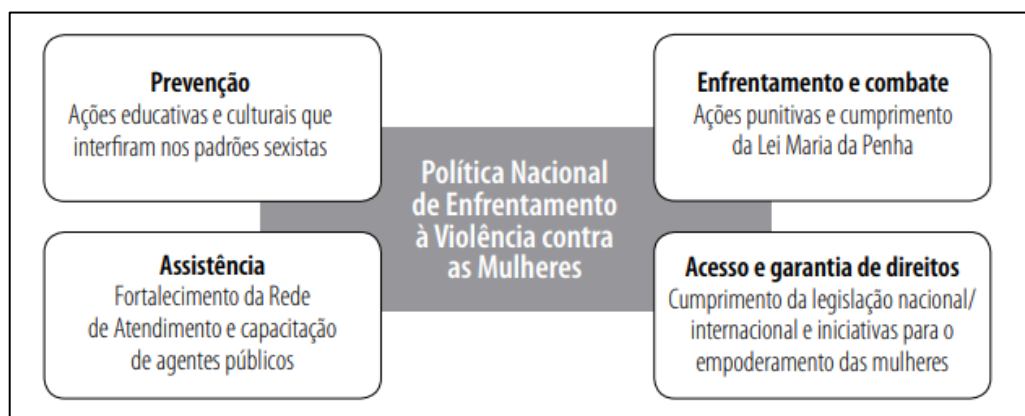 Prevenção
Ações educativas e culturais que
interfiram nos padrões sexistas
Enfrentamento e combate
Ações punitivas e cumprimento
da Lei Maria da Penha
Política Nacional
de Enfrentamento
à Violência contra
as Mulheres
Assistência
Fortalecimento da Rede
de Atendimento e capacitação
de agentes públicos
Acesso e garantia de direitos
Cumprimento da legislação nacional/
internacional e iniciativas para o
empoderamento das mulheres